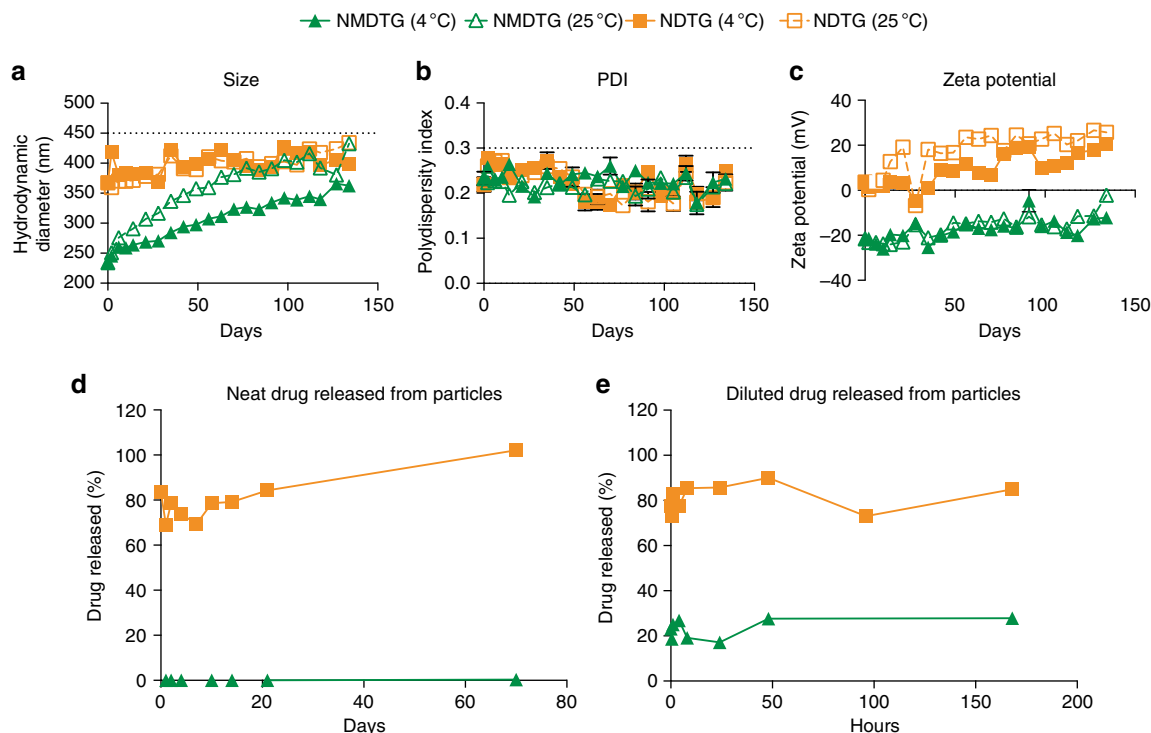 NMDTG (4 °C) NMDTG (25 °C) NDTG (4 °C) NDTG (25 °C)
a b c
Size PDI Zeta potential
500
450
400
350
300
250
200
Hydrodynamic
diameter (nm)
0 50 100 150
Days
0.4
0.3
0.2
0.1
0.0
Polydispersity index
0 50 100 150
Days
40
20
0
−20
−40
Zeta potential (mV)
50 100 150
Days
d
Neat drug released from particles
120
100
80
60
40
20
0
Drug released (%)
0 20 40 60 80
Days
e
Diluted drug released from particles
120
100
80
60
40
20
0
Drug released (%)
0 50 100 150 200
Hours